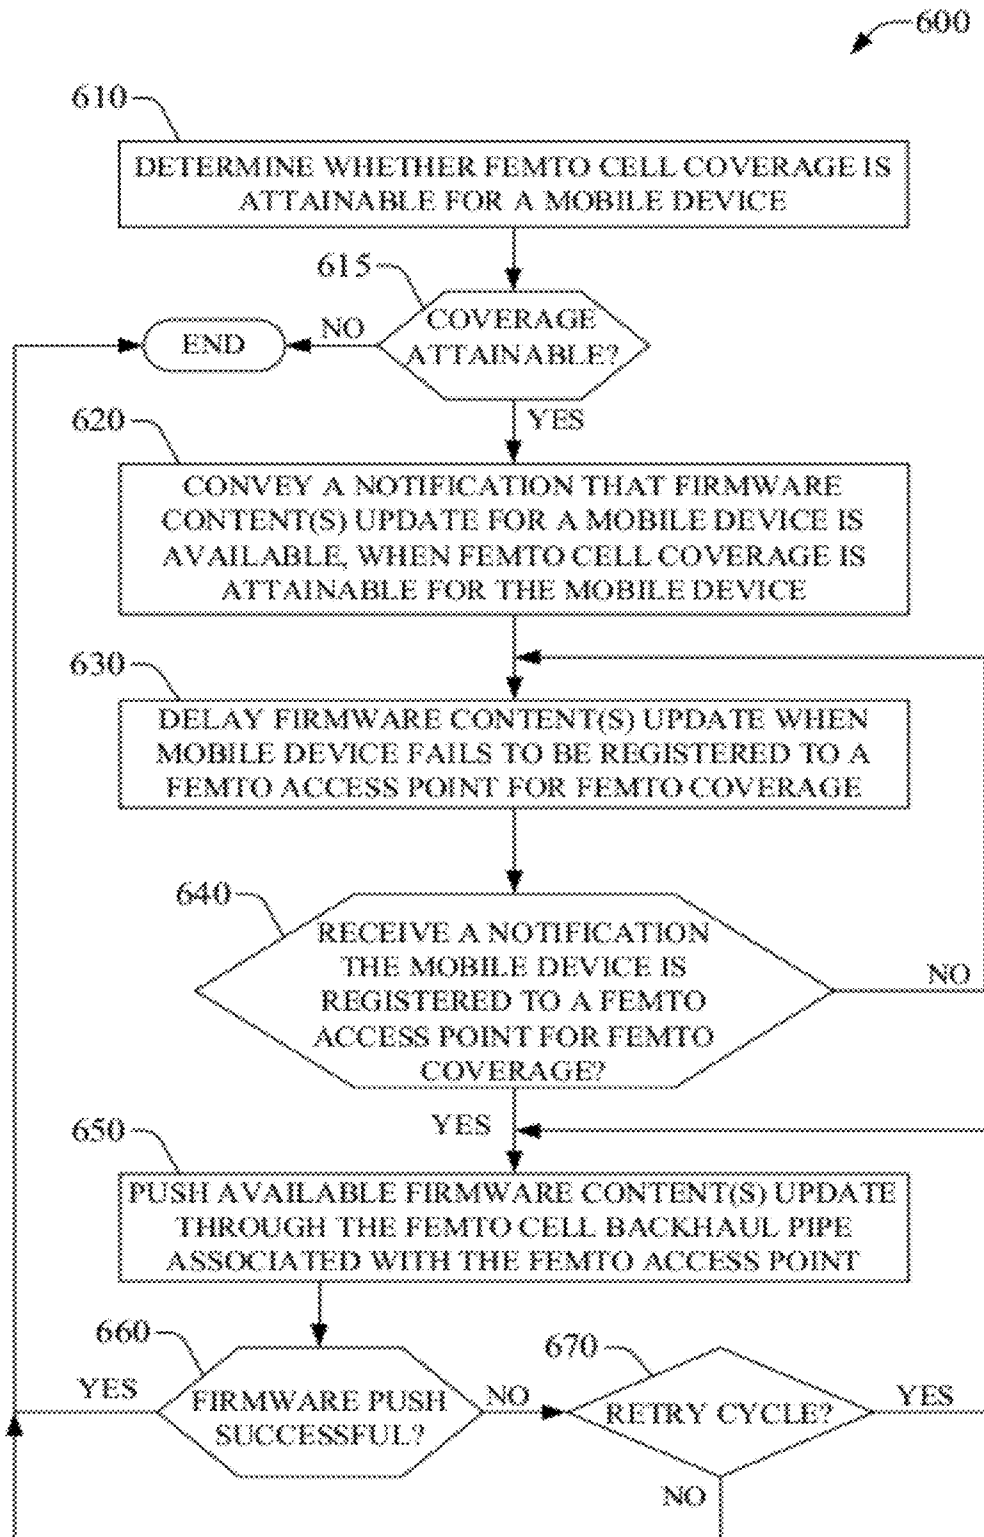 600
610
DETERMINE WHETHER FEMTO CELL COVERAGE IS
ATTAINABLE FOR A MOBILE DEVICE
615
COVERAGE
ATTAINABLE?
NO
END
YES
620
CONVEY A NOTIFICATION THAT FIRMWARE
CONTENT(S) UPDATE FOR A MOBILE DEVICE IS
AVAILABLE, WHEN FEMTO CELL COVERAGE IS
ATTAINABLE FOR THE MOBILE DEVICE
630
DELAY FIRMWARE CONTENT(S) UPDATE WHEN
MOBILE DEVICE FAILS TO BE REGISTERED TO A
FEMTO ACCESS POINT FOR FEMTO COVERAGE
640
RECEIVE A NOTIFICATION
THE MOBILE DEVICE IS
REGISTERED TO A FEMTO
ACCESS POINT FOR FEMTO
COVERAGE?
NO
YES
650
PUSH AVAILABLE FIRMWARE CONTENT(S) UPDATE
THROUGH THE FEMTO CELL BACKHAUL PIPE
ASSOCIATED WITH THE FEMTO ACCESS POINT
660
FIRMWARE PUSH
SUCCESSFUL?
YES
NO
670
RETRY CYCLE?
YES
NO